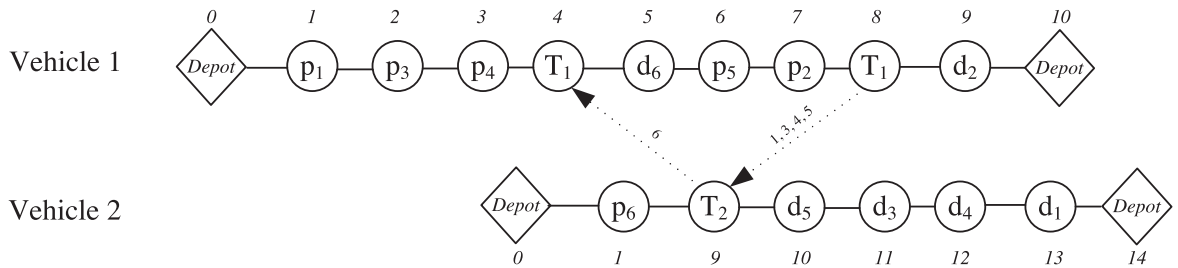 0 1 2 3 4 5 6 7 8 9 10
Vehicle 1 Depot p1 p3 p4 T1 d6 p5 p2 T1 d2 Depot
6 1, 3, 4, 5
Vehicle 2 Depot p6 T2 d5 d3 d4 d1 Depot
0 1 9 10 11 12 13 14